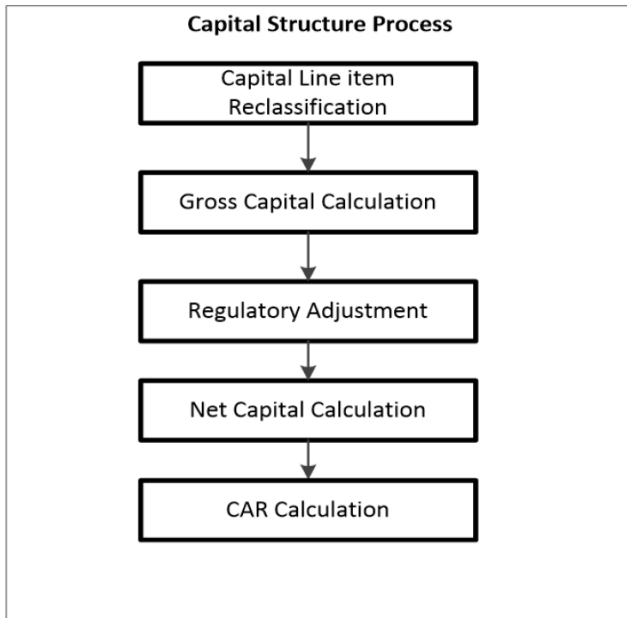 Capital Structure Process
Capital Line item
Reclassification
Gross Capital Calculation
Regulatory Adjustment
Net Capital Calculation
CAR Calculation